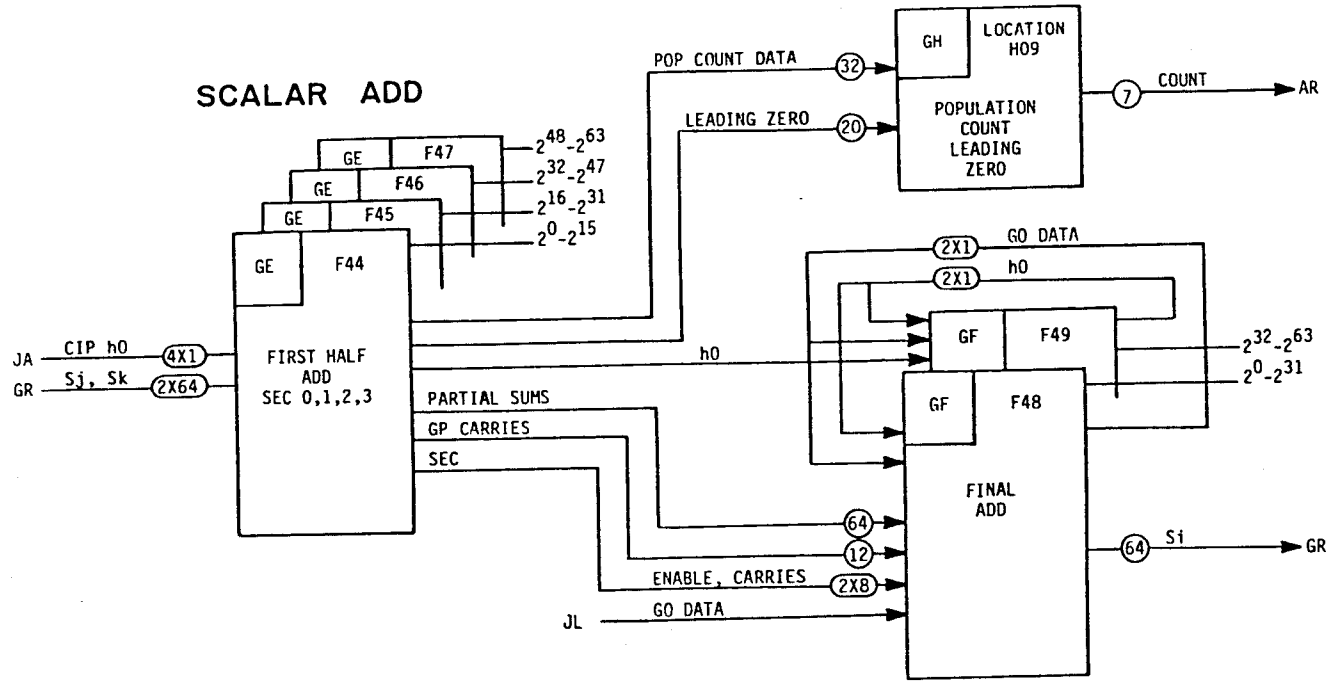 SCALAR ADD
GE F47 2^48-2^63
GE F46 2^32-2^47
GE F45 2^16-2^31
GE F44 2^0-2^15
JA CIP h0 4X1
GR Sj, Sk 2X64
FIRST HALF
ADD
SEC 0,1,2,3
POP COUNT DATA 32
LEADING ZERO 20
GH LOCATION
H09
POPULATION
COUNT
LEADING
ZERO
7 COUNT AR
2X1 GO DATA
2X1 h0
h0
GF F49 2^32-2^63
GF F48 2^0-2^31
PARTIAL SUMS
GP CARRIES
SEC
FINAL
ADD
64
12
ENABLE, CARRIES 2X8
JL GO DATA
64 Si GR